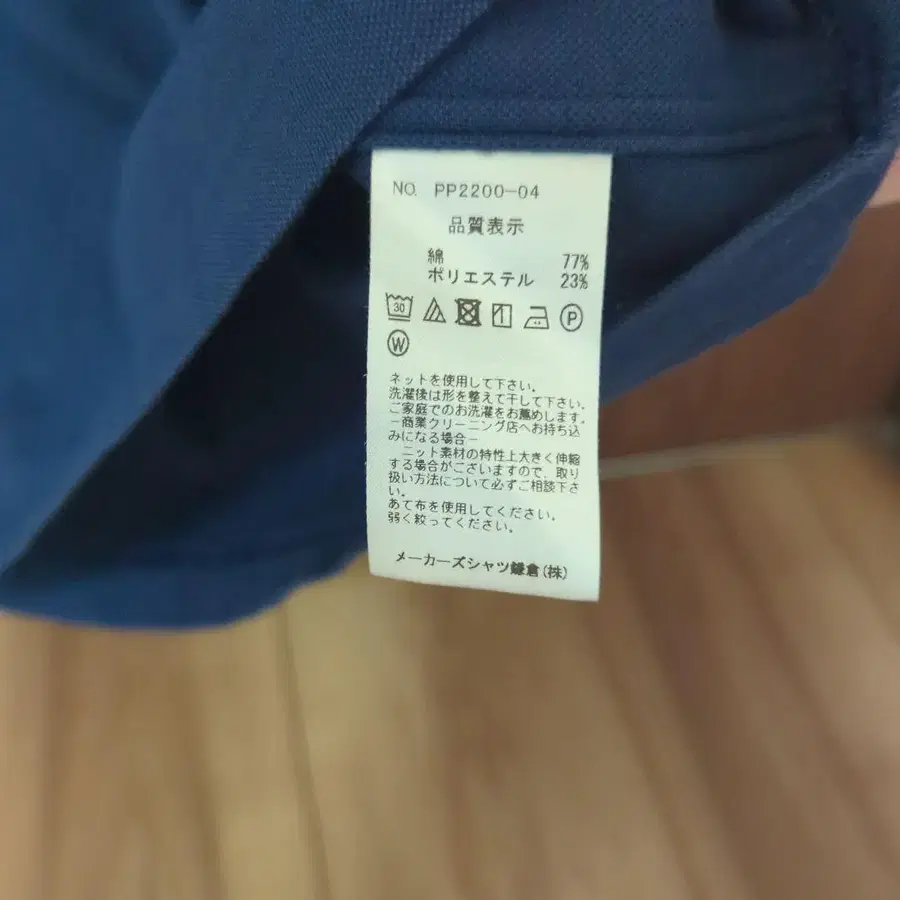 NO. PP2200-04
品質表示
綿 77%
ポリエステル 23%
30 P
W
ネットを使用して下さい。
洗濯後は形を整えて干して下さい。
ご家庭でのお洗濯をお薦めします。
−商業クリーニング店へお持ち込
みになる場合−
ニット素材の特性上大きく伸縮
する場合がございますので、取り
扱い方法について必ずご相談下さ
い。
あて布を使用してください。
弱く絞ってください。
メーカーズシャツ鎌倉(株)